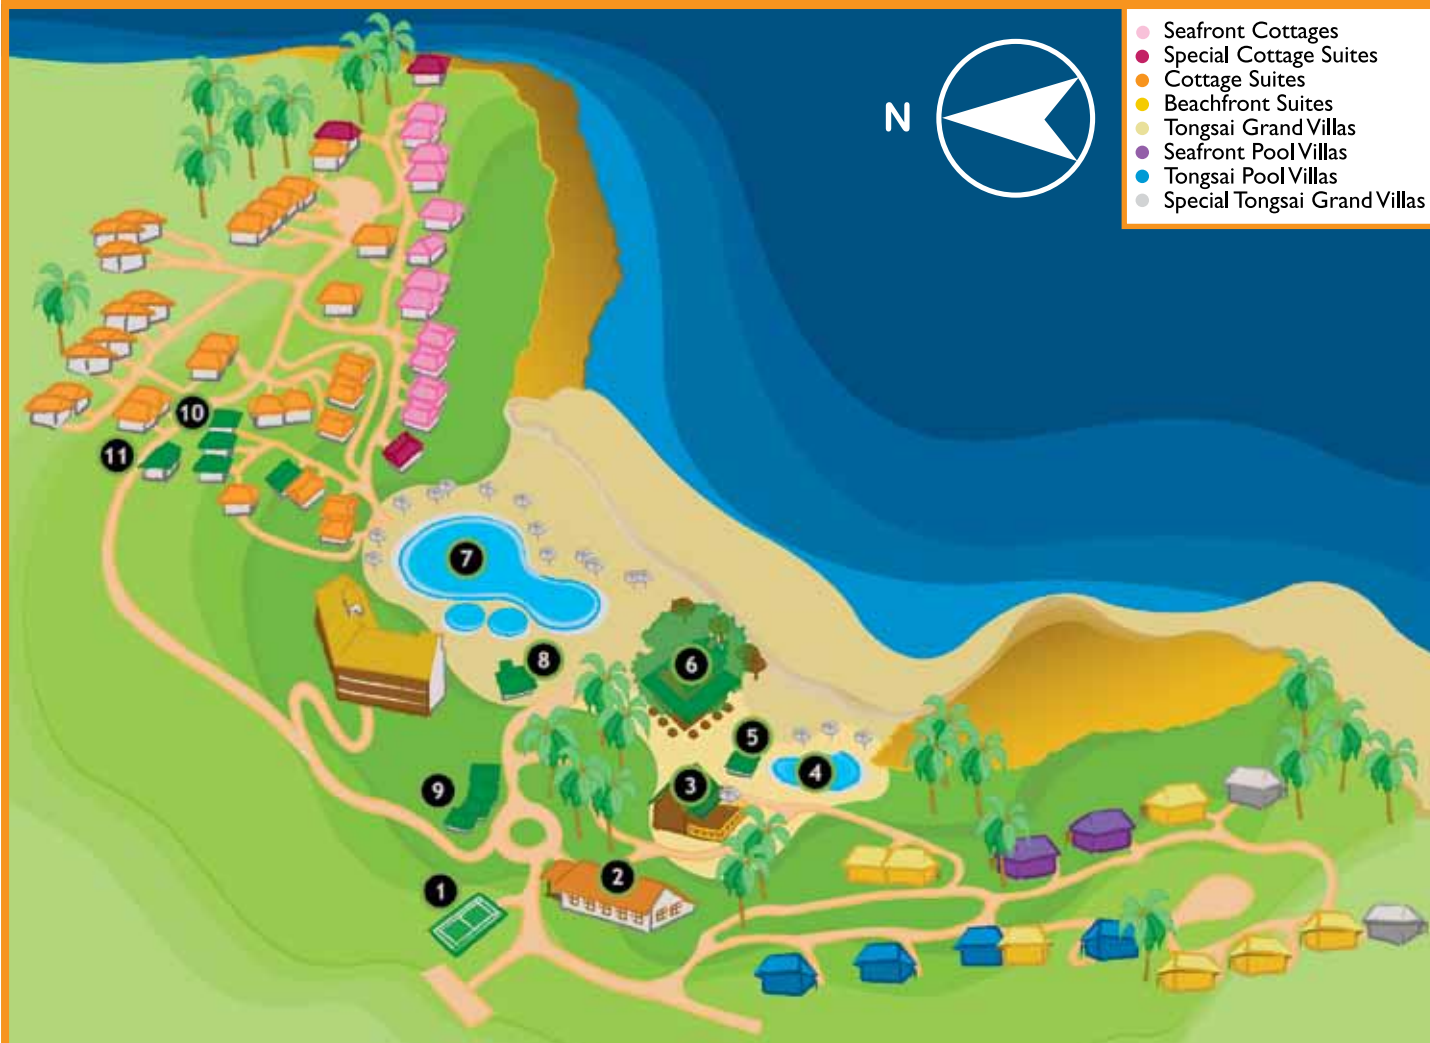 N
Seafront Cottages
Special Cottage Suites
Cottage Suites
Beachfront Suites
Tongsai Grand Villas
Seafront Pool Villas
Tongsai Pool Villas
Special Tongsai Grand Villas
10
11
7
8
6
5
4
9
3
2
1